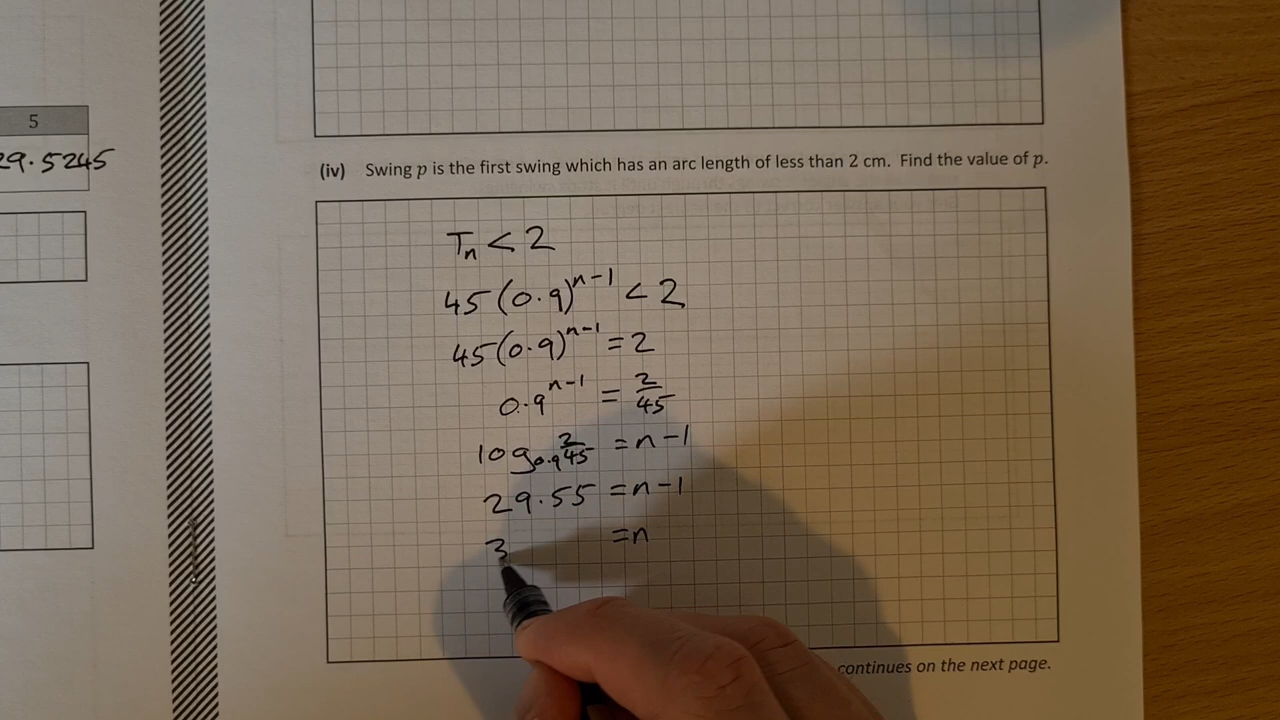 5
29.5245
(iv) Swing p is the first swing which has an arc length of less than 2 cm. Find the value of p.
Tn < 2
45(0.9)^n-1 < 2
45(0.9)^n-1 = 2
0.9^n-1 = 2/45
log0.9 2/45 = n-1
29.55 = n-1
3 = n
continues on the next page.